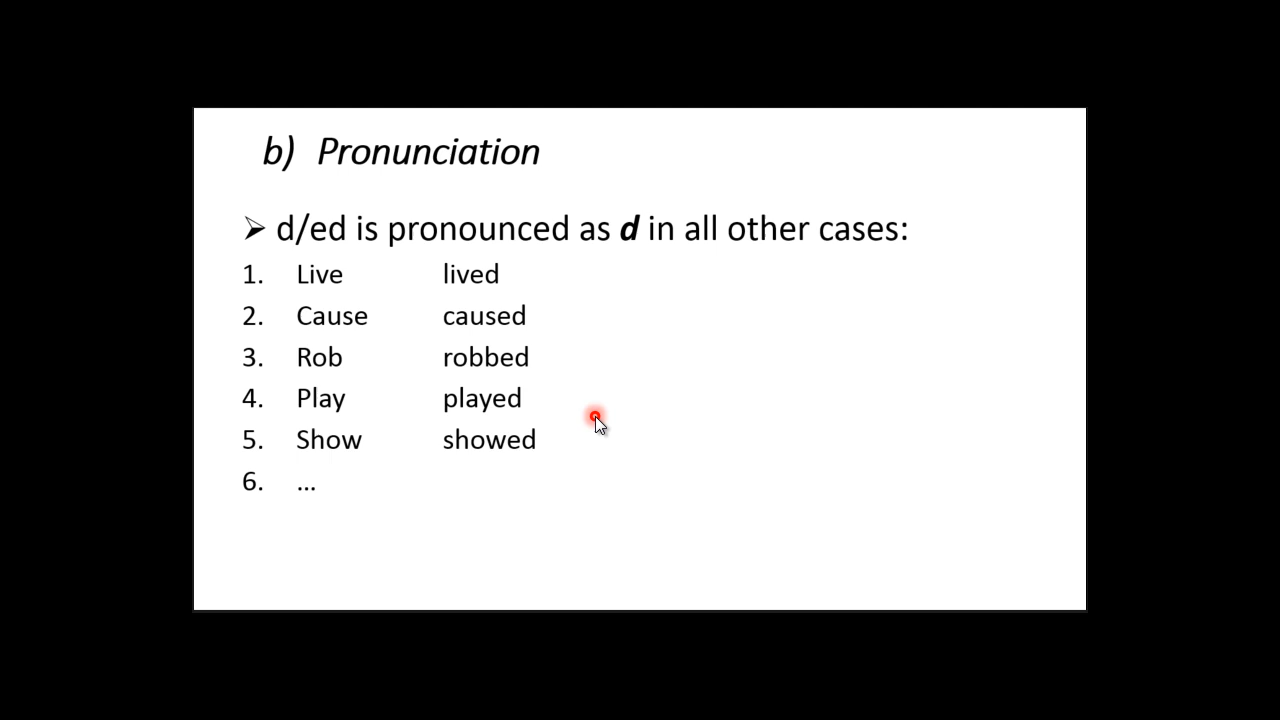 b) Pronunciation
➢ d/ed is pronounced as d in all other cases:
1. Live lived
2. Cause caused
3. Rob robbed
4. Play played
5. Show showed
6. ...